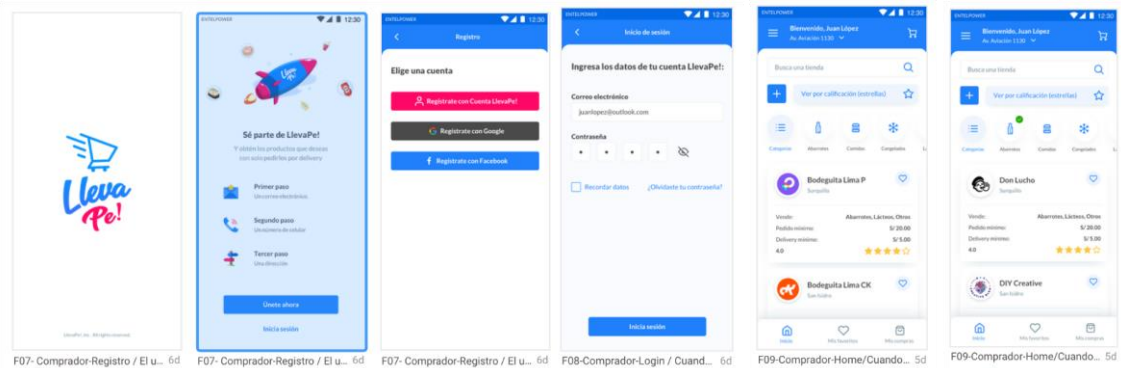 Lleva
Pe!
LlevaPe!, Inc. All rights reserved.
F07- Comprador-Registro / El u... 6d
ENTELPOWER 12:30
Lleva
Pe!
Sé parte de LlevaPe!
Y obtén los productos que deseas
con solo pedirlos por delivery
Primer paso
Un correo electrónico
Segundo paso
Un número de celular
Tercer paso
Una dirección
Únete ahora
Inicia sesión
F07- Comprador-Registro / El u... 6d
ENTELPOWER 12:30
Registro
Elige una cuenta
Regístrate con Cuenta LlevaPe!
Regístrate con Google
Regístrate con Facebook
F07- Comprador-Registro / El u... 6d
ENTELPOWER 12:30
Inicio de sesión
Ingresa los datos de tu cuenta LlevaPe!:
Correo electrónico
juanlopez@outlook.com
Contraseña
Recordar datos ¿Olvidaste tu contraseña?
Inicia sesión
F08-Comprador-Login / Cuand... 6d
ENTELPOWER 12:30
Bienvenido, Juan López
Av. Aviación 1130
Busca una tienda
Ver por calificación (estrellas)
Categorías Abarrotes Comidas Congelados L
Bodeguita Lima P
Surquillo
Vende: Abarrotes, Lácteos, Otros
Pedido mínimo: S/ 20.00
Delivery mínimo: S/ 5.00
4.0
Bodeguita Lima CK
San Isidro
Inicio Mis favoritos Mis compras
F09-Comprador-Home/Cuando... 5d
ENTELPOWER 12:30
Bienvenido, Juan López
Av. Aviación 1130
Busca una tienda
Ver por calificación (estrellas)
Categorías Abarrotes Comidas Congelados L
Don Lucho
Surquillo
Vende: Abarrotes, Lácteos, Otros
Pedido mínimo: S/ 20.00
Delivery mínimo: S/ 5.00
4.0
DIY Creative
San Isidro
Inicio Mis favoritos Mis compras
F09-Comprador-Home/Cuando... 5d